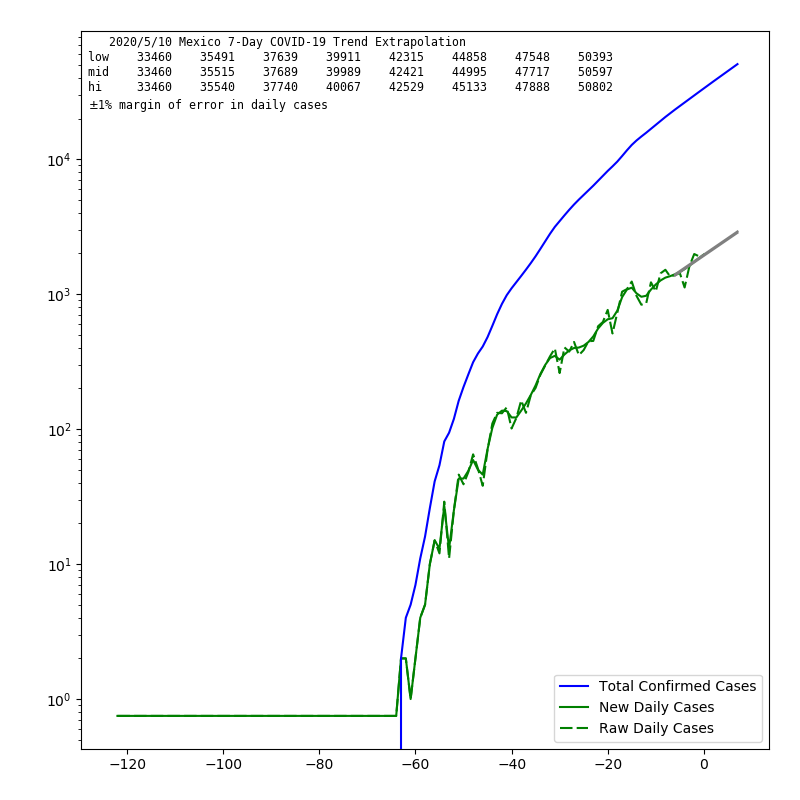 2020/5/10 Mexico 7-Day COVID-19 Trend Extrapolation
low 33460 35491 37639 39911 42315 44858 47548 50393
mid 33460 35515 37689 39989 42421 44995 47717 50597
hi 33460 35540 37740 40067 42529 45133 47888 50802
±1% margin of error in daily cases
10⁴
10³
10²
10¹
10⁰
Total Confirmed Cases
New Daily Cases
Raw Daily Cases
−120 −100 −80 −60 −40 −20 0